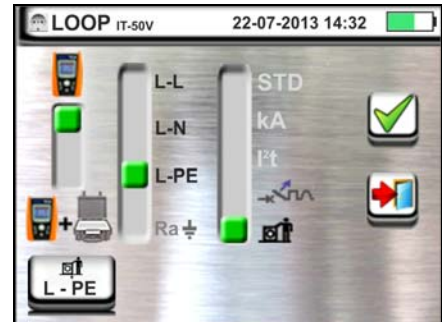 LOOP IT-50V 22-07-2013 14:32
L-L STD
L-N kA
L-PE I²t
Ra
L - PE